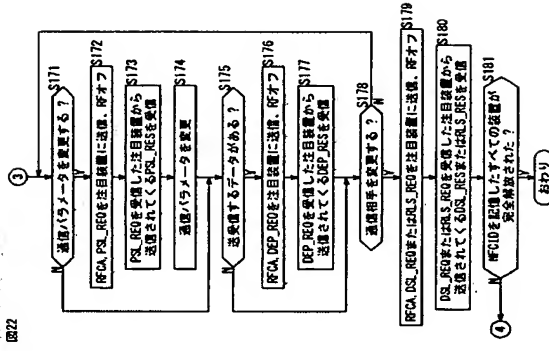 図22
③
S171
通信パラメータを変更する?
N
Y
S172
RFCA,PSL_REQを注目装置に送信、RFオフ
S173
PSL_REQを受信した注目装置から
送信されてくるPSL_RESを受信
S174
通信パラメータを変更
S175
送受信するデータがある?
N
Y
S176
RFCA,DEP_REQを注目装置に送信、RFオフ
S177
DEP_REQを受信した注目装置から
送信されてくるDEP_RESを受信
S178
通信相手を変更する?
N
Y
S179
RFCA,DSL_REQまたはRLS_REQを注目装置に送信、RFオフ
S180
DSL_REQまたはRLS_REQを受信した注目装置から
送信されてくるDSL_RESまたはRLS_RESを受信
S181
NFCIDを記憶したすべての装置が
完全解放された?
N
Y
④
おわり